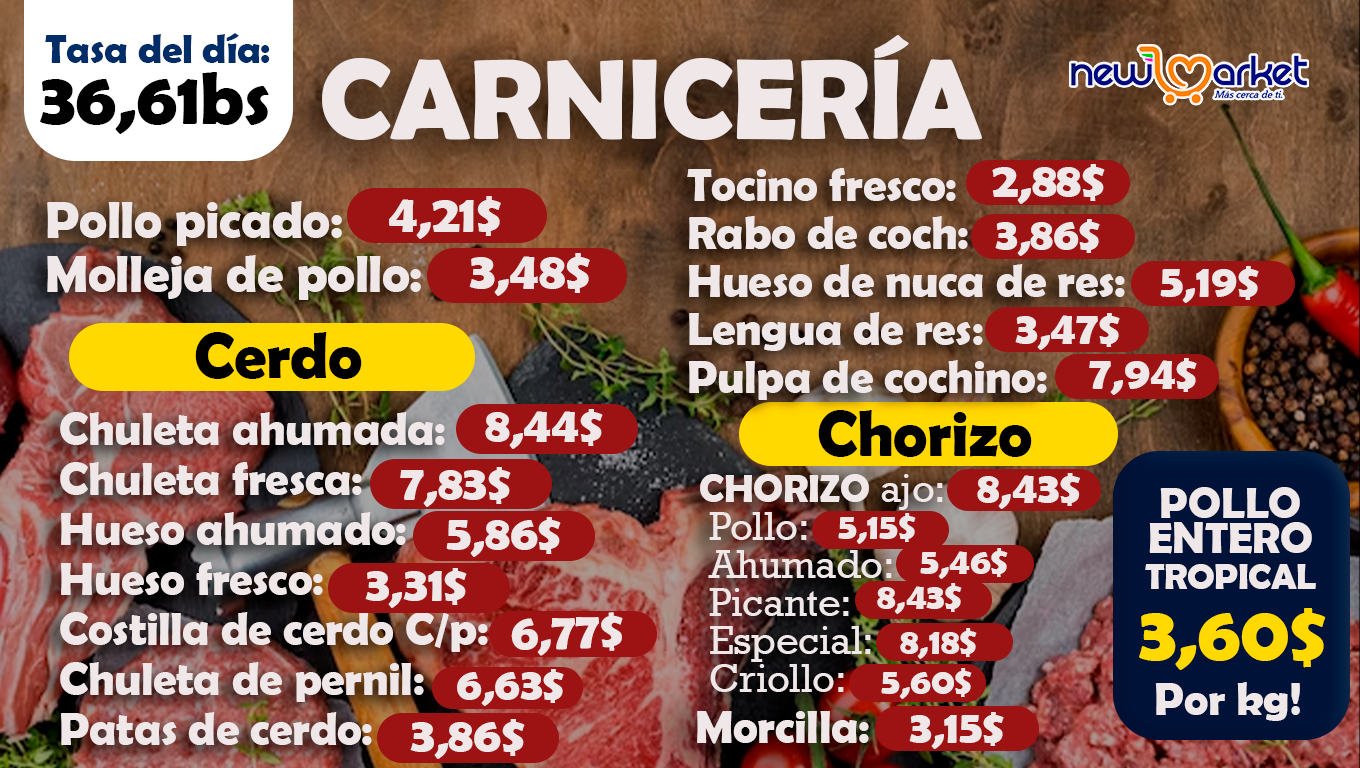 Tasa del día:
36,61bs
CARNICERÍA
new market
Más cerca de ti.
Pollo picado: 4,21$
Molleja de pollo: 3,48$
Cerdo
Chuleta ahumada: 8,44$
Chuleta fresca: 7,83$
Hueso ahumado: 5,86$
Hueso fresco: 3,31$
Costilla de cerdo C/p: 6,77$
Chuleta de pernil: 6,63$
Patas de cerdo: 3,86$
Tocino fresco: 2,88$
Rabo de coch: 3,86$
Hueso de nuca de res: 5,19$
Lengua de res: 3,47$
Pulpa de cochino: 7,94$
Chorizo
CHORIZO ajo: 8,43$
Pollo: 5,15$
Ahumado: 5,46$
Picante: 8,43$
Especial: 8,18$
Criollo: 5,60$
Morcilla: 3,15$
POLLO
ENTERO
TROPICAL
3,60$
Por kg!